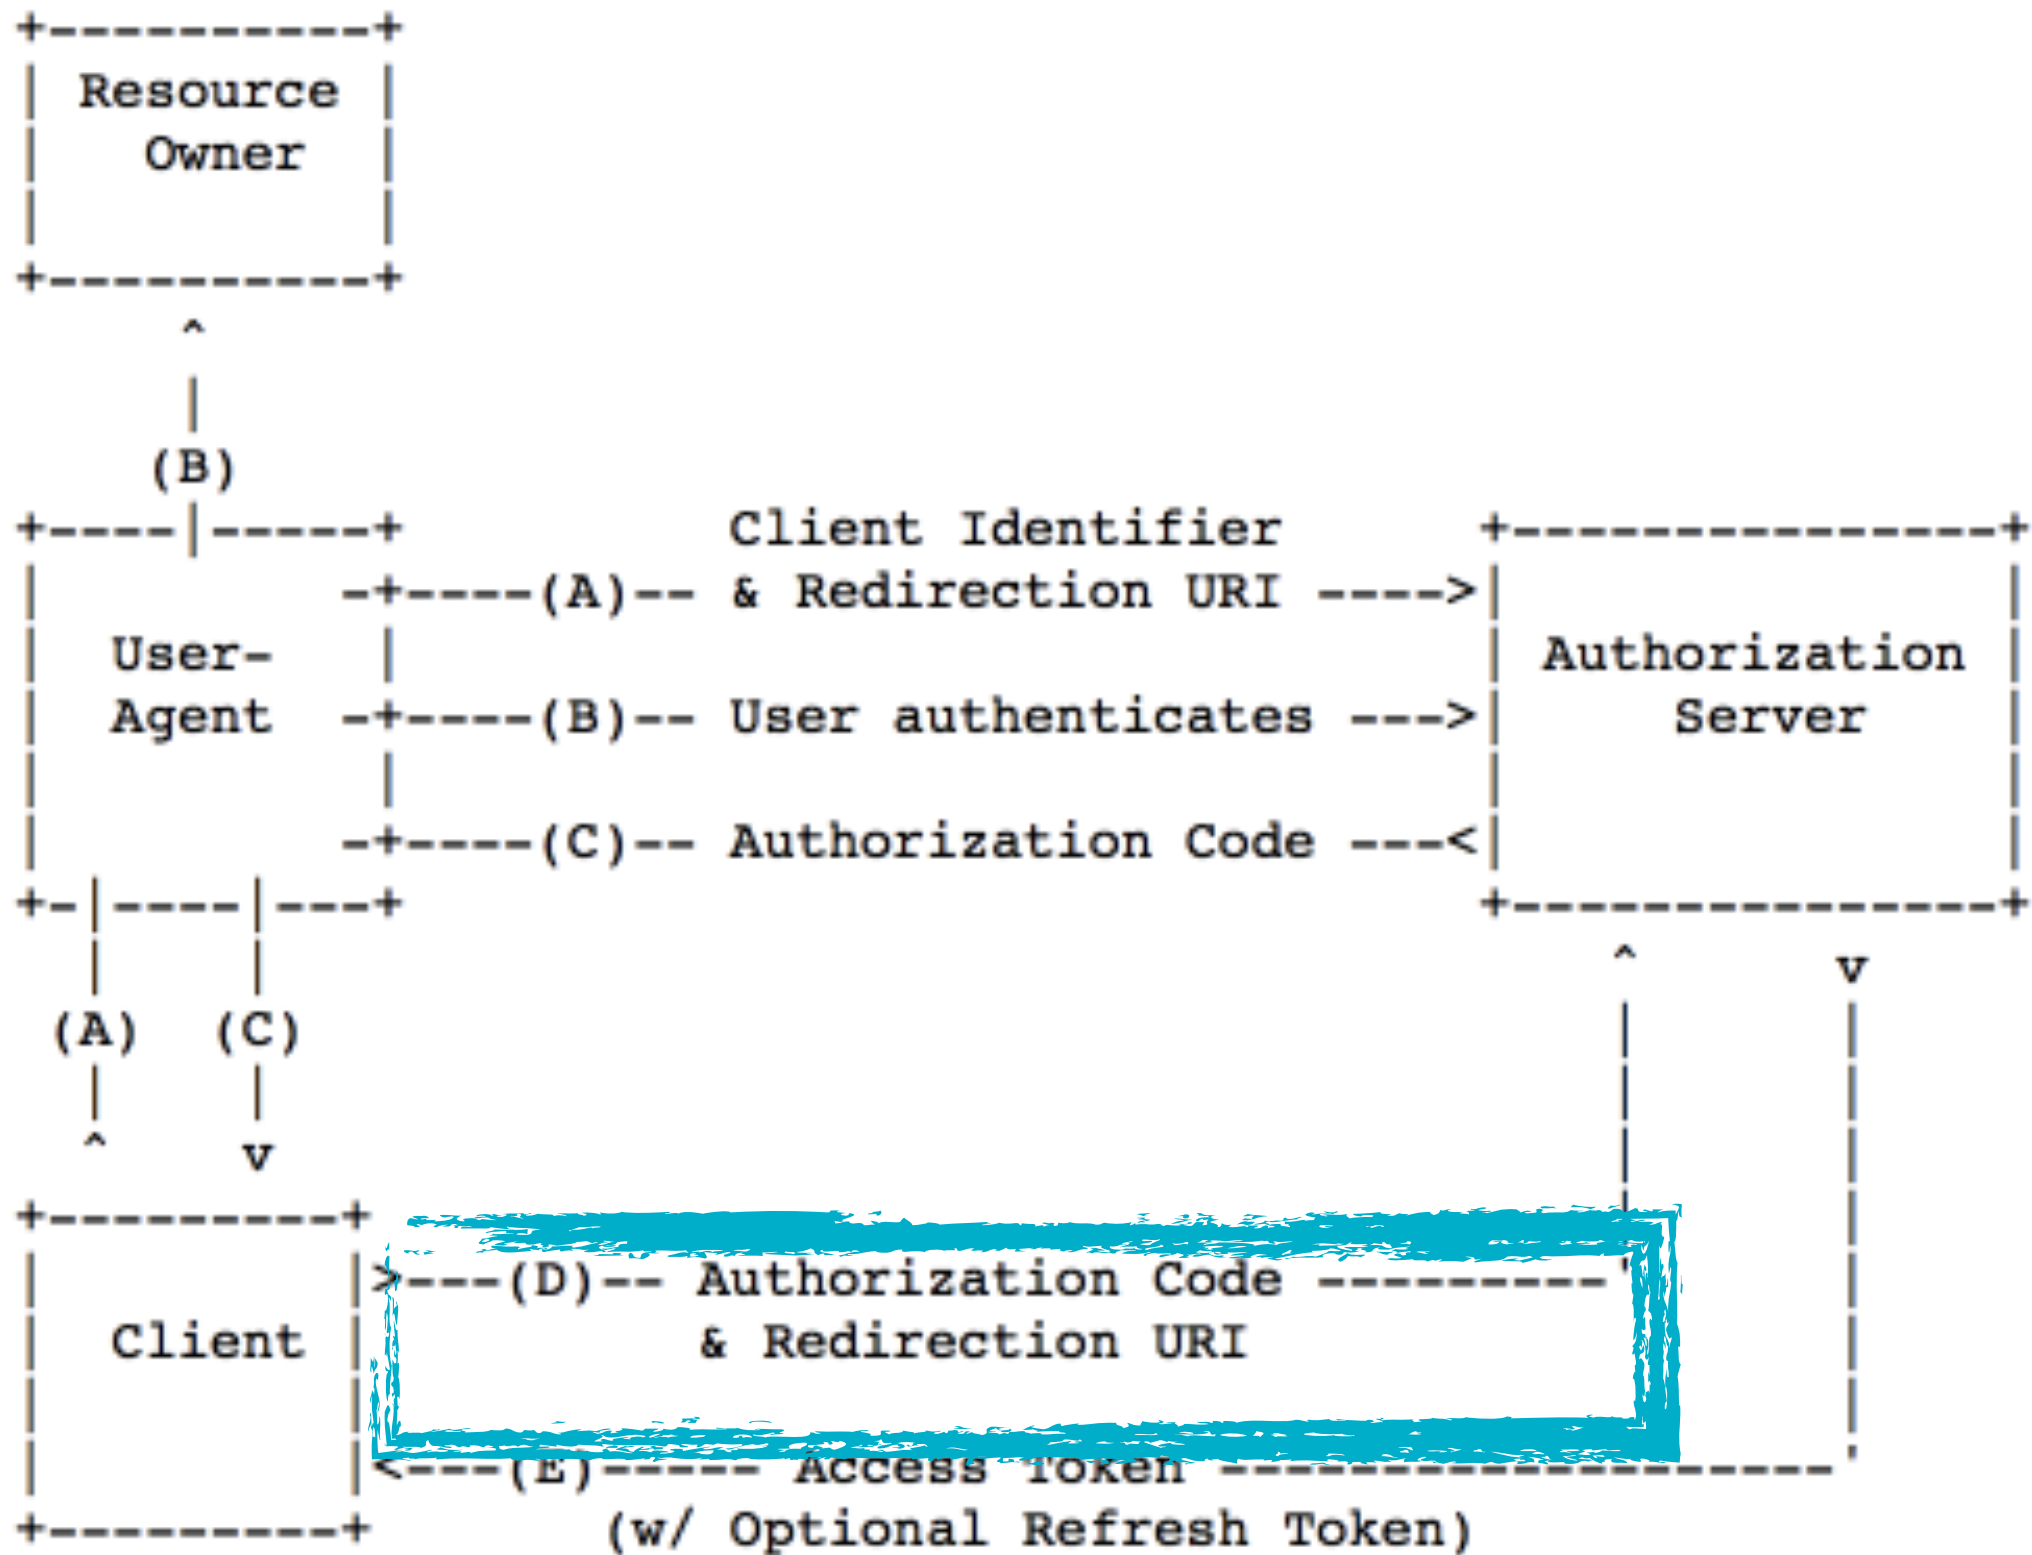 +----------+
| Resource |
|   Owner  |
|          |
+----------+
     ^
     |
    (B)
+----|-----+          Client Identifier      +---------------+
|         -+----(A)-- & Redirection URI ---->|               |
|  User-   |                                 | Authorization |
|  Agent  -+----(B)-- User authenticates --->|     Server    |
|          |                                 |               |
|         -+----(C)-- Authorization Code ---<|               |
+-|----|---+                                 +---------------+
  |    |                                         ^      v
 (A)  (C)                                        |      |
  |    |                                         |      |
  ^    v                                         |      |
+---------+                                      |      |
|         |>---(D)-- Authorization Code ---------'      |
|  Client |          & Redirection URI                  |
|         |                                             |
|         |<---(E)----- Access Token -------------------'
+---------+       (w/ Optional Refresh Token)